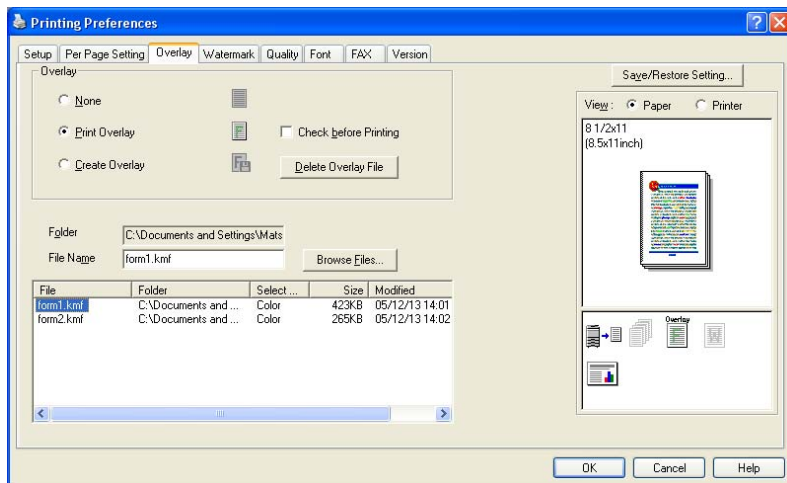 Printing Preferences
Setup Per Page Setting Overlay Watermark Quality Font FAX Version
Overlay
None
Print Overlay
Check before Printing
Create Overlay
Delete Overlay File
Folder C:\Documents and Settings\Mats
File Name form1.kmf Browse Files...
File Folder Select ... Size Modified
form1.kmf C:\Documents and ... Color 423KB 05/12/13 14:01
form2.kmf C:\Documents and ... Color 265KB 05/12/13 14:02
Save/Restore Setting...
View : Paper Printer
8 1/2x11
(8.5x11inch)
Overlay
OK Cancel Help